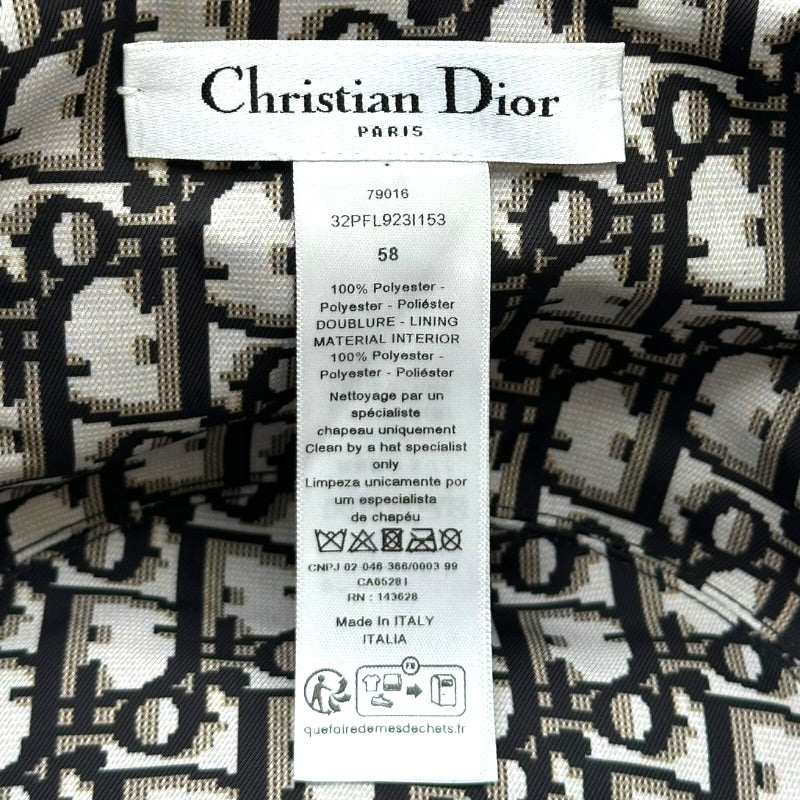 Christian Dior
PARIS
79016
32PFL923I153
58
100% Polyester -
Polyester - Poliéster
DOUBLURE - LINING
MATERIAL INTERIOR
100% Polyester -
Polyester - Poliéster
Nettoyage par un
spécialiste
chapeau uniquement
Clean by a hat specialist
only
Limpeza unicamente por
um especialista
de chapéu
CNPJ 02 046 366/0003 99
CA65281
RN : 143628
Made In ITALY
ITALIA
FR
quefairedemesdechets.fr